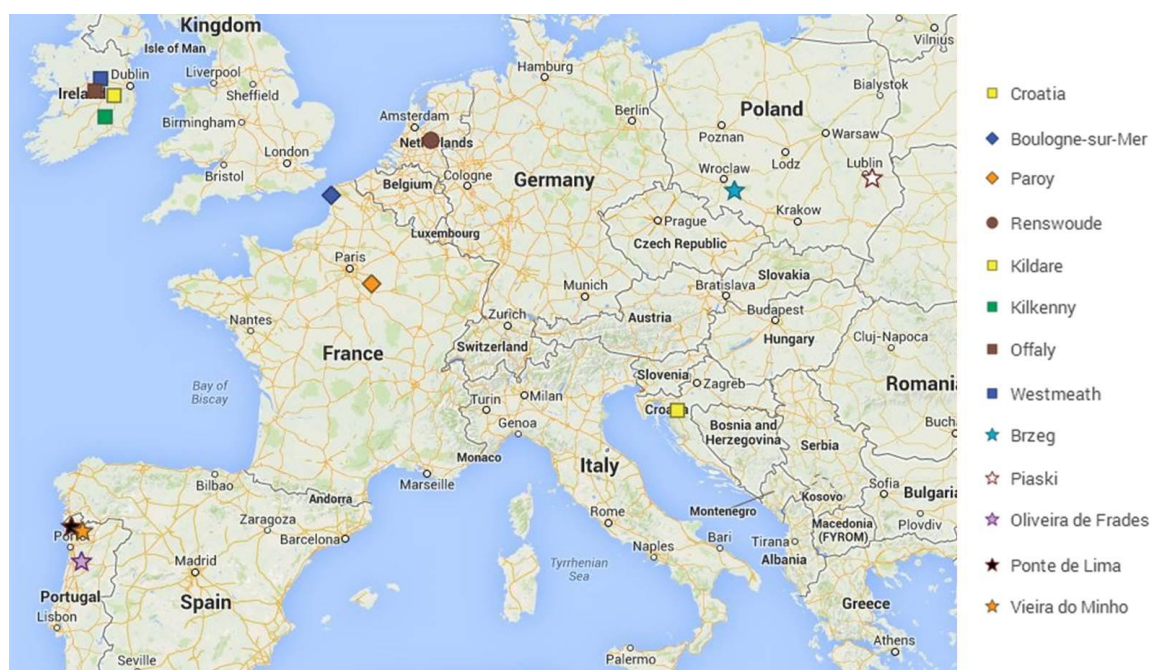 Kingdom
Isle of Man
Vilnius
Dublin
Liverpool
Sheffield
Hamburg
Bialystok
Ireland
Berlin
Poland
Amsterdam
Birmingham
Poznan
Warsaw
Netherlands
London
Lodz
Lublin
Bristol
Wroclaw
Cologne
Belgium
Germany
Krakow
Prague
Luxembourg
Czech Republic
Paris
Slovakia
Munich
Bratislava
Budapest
Zurich
Austria
Nantes
Hungary
Cluj-Napoca
Switzerland
France
Slovenia
Zagreb
Romani
Bay of
Biscay
Turin
Milan
Croatia
Genoa
Bosnia and
Herzegovina
Buch
Serbia
Monaco
Italy
Marseille
Bilbao
Sofia
Bulgaria
Andorra
Kosovo
Rome
Montenegro
Zaragoza
Macedonia
(FYROM)
Plovdiv
Porto
Barcelona
Bari
Tirana
Naples
Albania
Madrid
Tyrrhenian
Sea
Portugal
Spain
Greece
Lisbon
Athens
Seville
Palermo
Croatia
Boulogne-sur-Mer
Paroy
Renswoude
Kildare
Kilkenny
Offaly
Westmeath
Brzeg
Piaski
Oliveira de Frades
Ponte de Lima
Vieira do Minho